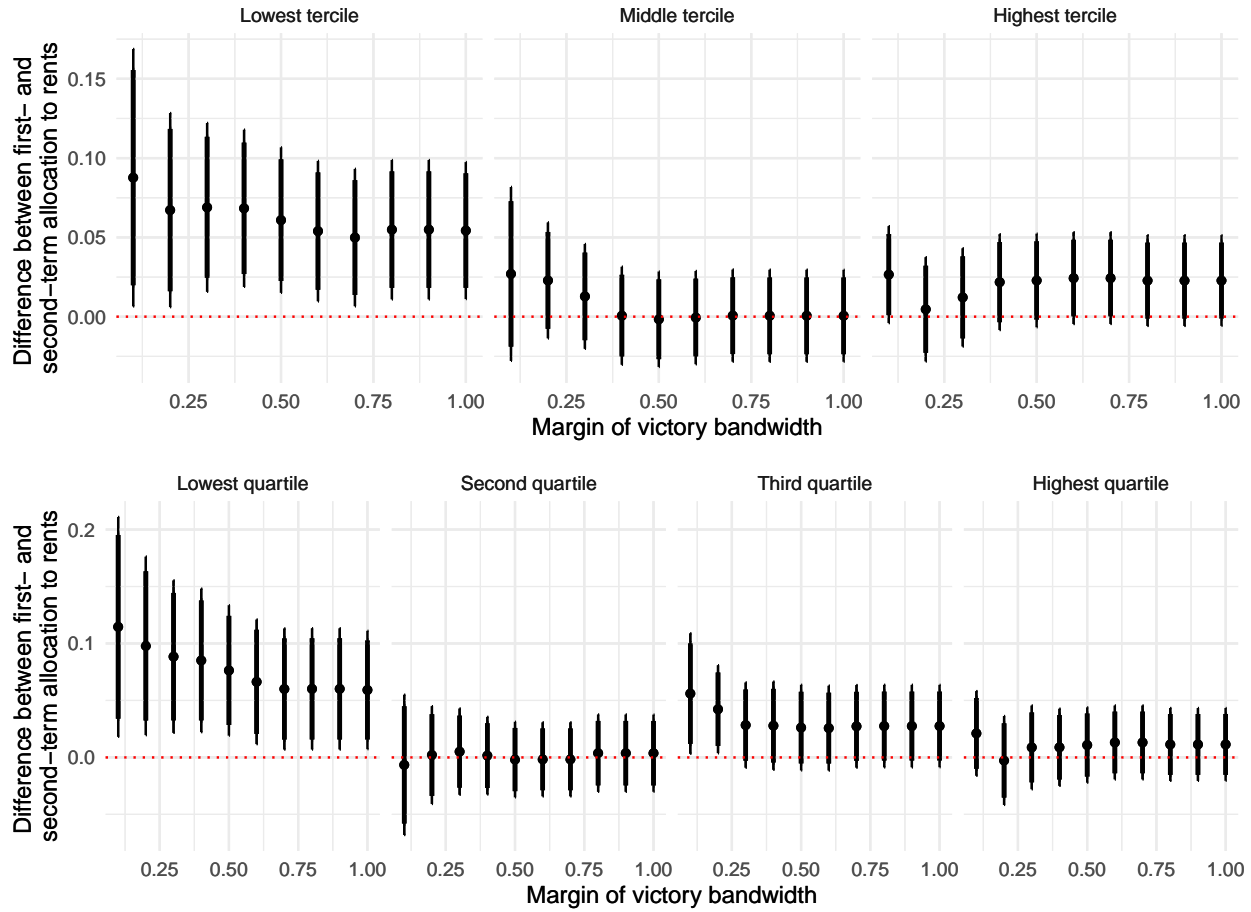 Lowest tercile
Middle tercile
Highest tercile
Difference between first− and
second−term allocation to rents
0.15
0.10
0.05
0.00
0.25 0.50 0.75 1.00
0.25 0.50 0.75 1.00
0.25 0.50 0.75 1.00
Margin of victory bandwidth
Lowest quartile
Second quartile
Third quartile
Highest quartile
Difference between first− and
second−term allocation to rents
0.2
0.1
0.0
0.25 0.50 0.75 1.00
0.25 0.50 0.75 1.00
0.25 0.50 0.75 1.00
0.25 0.50 0.75 1.00
Margin of victory bandwidth